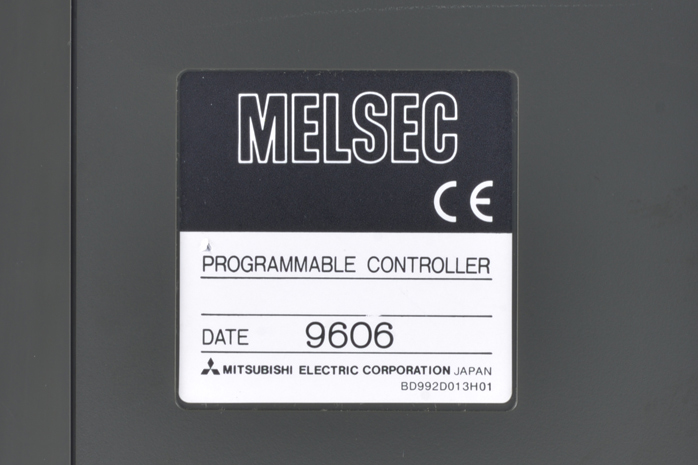 MELSEC
CE
PROGRAMMABLE CONTROLLER
DATE 9606
MITSUBISHI ELECTRIC CORPORATION JAPAN
BD992D013H01